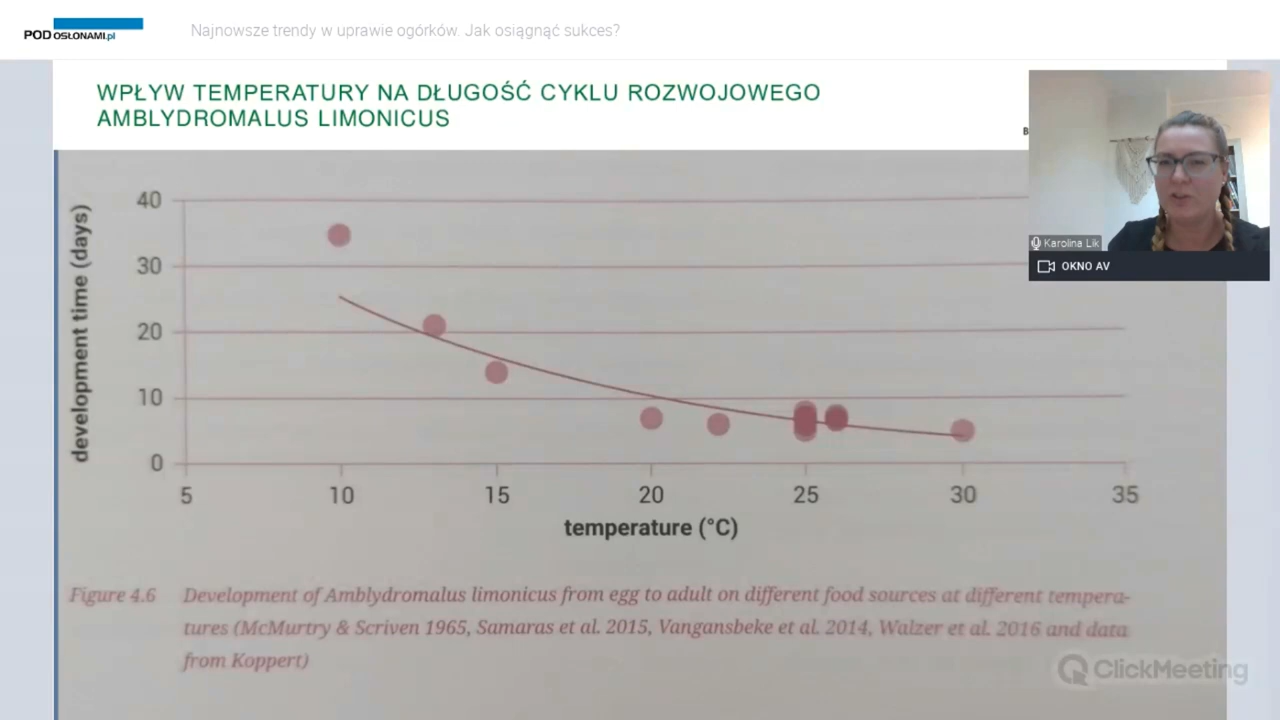 POD OSŁONAMI.pl
Najnowsze trendy w uprawie ogórków. Jak osiągnąć sukces?
WPŁYW TEMPERATURY NA DŁUGOŚĆ CYKLU ROZWOJOWEGO
AMBLYDROMALUS LIMONICUS
B
Karolina Lik
OKNO AV
development time (days)
40
30
20
10
0
5 10 15 20 25 30 35
temperature (°C)
Figure 4.6 Development of Amblydromalus limonicus from egg to adult on different food sources at different tempera-
tures (McMurtry & Scriven 1965, Samaras et al. 2015, Vangansbeke et al. 2014, Walzer et al. 2016 and data
from Koppert)
ClickMeeting